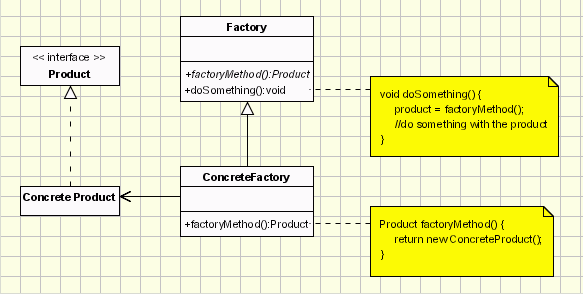 Factory
+factoryMethod():Product
+doSomething():void
<< interface >>
Product
void doSomething() {
product = factoryMethod();
//do something with the product
}
ConcreteFactory
+factoryMethod():Product
Concrete Product
Product factoryMethod() {
return new ConcreteProduct();
}